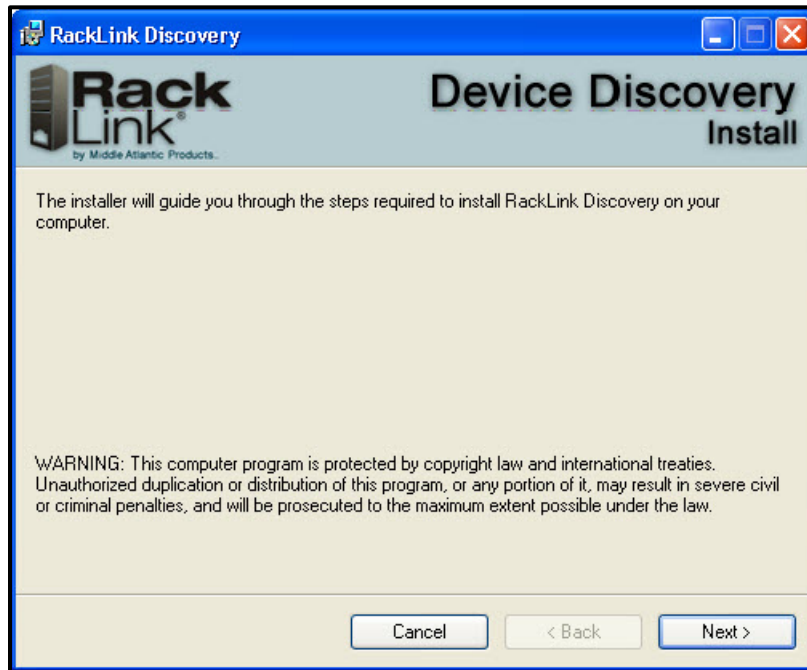 RackLink Discovery
Rack
Link®
by Middle Atlantic Products.
Device Discovery
Install
The installer will guide you through the steps required to install RackLink Discovery on your
computer.
WARNING: This computer program is protected by copyright law and international treaties.
Unauthorized duplication or distribution of this program, or any portion of it, may result in severe civil
or criminal penalties, and will be prosecuted to the maximum extent possible under the law.
Cancel
< Back
Next >